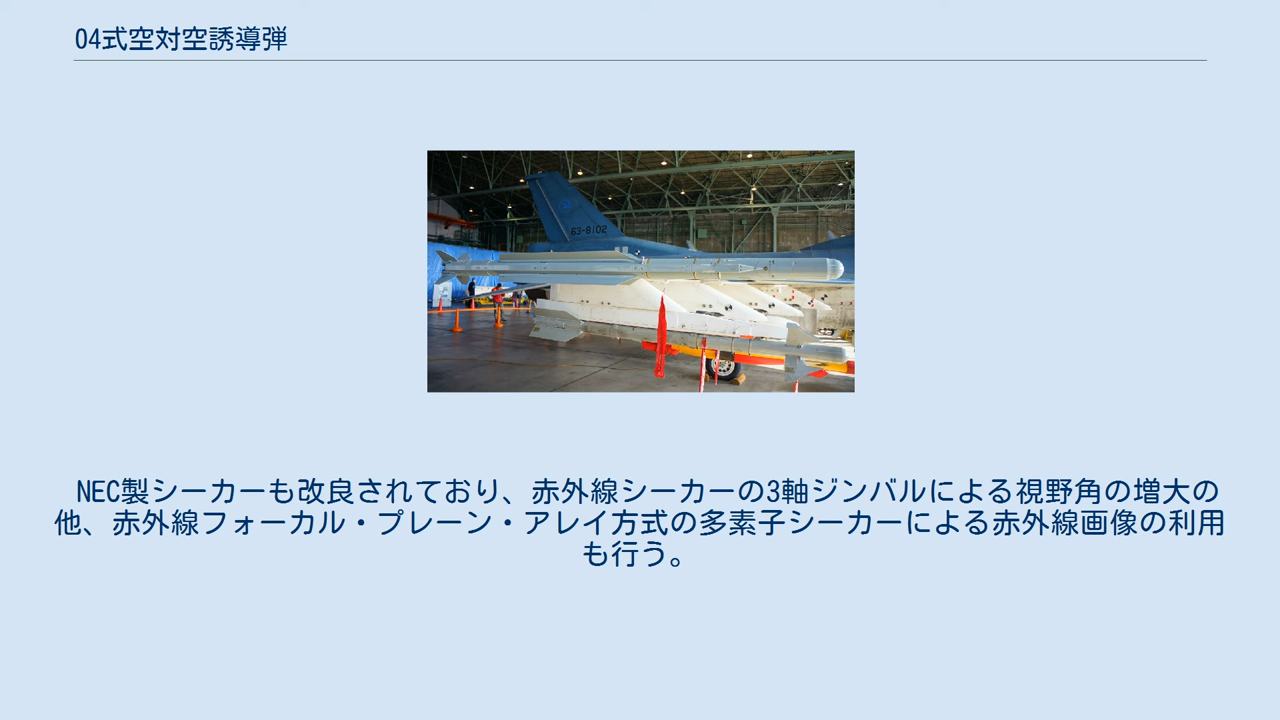 04式空対空誘導弾
63-8102
NEC製シーカーも改良されており、赤外線シーカーの3軸ジンバルによる視野角の増大の
他、赤外線フォーカル・プレーン・アレイ方式の多素子シーカーによる赤外線画像の利用
も行う。